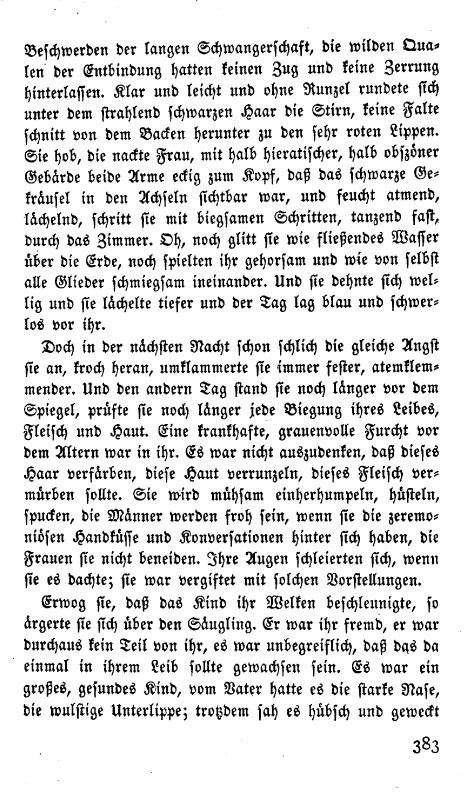 Beschwerden der langen Schwangerschaft, die wilden Qua-
len der Entbindung hatten keinen Zug und keine Zerrung
hinterlassen. Klar und leicht und ohne Runzel rundete sich
unter dem strahlend schwarzen Haar die Stirn, keine Falte
schnitt von dem Backen herunter zu den sehr roten Lippen.
Sie hob, die nackte Frau, mit halb hieratischer, halb obszöner
Gebärde beide Arme eckig zum Kopf, daß das schwarze Ge-
kräusel in den Achseln sichtbar war, und feucht atmend,
lächelnd, schritt sie mit biegsamen Schritten, tanzend fast,
durch das Zimmer. Oh, noch glitt sie wie fließendes Wasser
über die Erde, noch spielten ihr gehorsam und wie von selbst
alle Glieder schmiegsam ineinander. Und sie dehnte sich wel-
lig und sie lächelte tiefer und der Tag lag blau und schwer-
los vor ihr.
Doch in der nächsten Nacht schon schlich die gleiche Angst
sie an, kroch heran, umklammerte sie immer fester, atemklem-
mender. Und den andern Tag stand sie noch länger vor dem
Spiegel, prüfte sie noch länger jede Biegung ihres Leibes,
Fleisch und Haut. Eine krankhafte, grauenvolle Furcht vor
dem Altern war in ihr. Es war nicht auszudenken, daß dieses
Haar verfärben, diese Haut verrunzeln, dieses Fleisch ver-
mürben sollte. Sie wird mühsam einherhumpeln, hüsteln,
spucken, die Männer werden froh sein, wenn sie die zeremo-
niösen Handküsse und Konversationen hinter sich haben, die
Frauen sie nicht beneiden. Ihre Augen schleierten sich, wenn
sie es dachte; sie war vergiftet mit solchen Vorstellungen.
Erwog sie, daß das Kind ihr Welken beschleunigte, so
ärgerte sie sich über den Säugling. Er war ihr fremd, er war
durchaus kein Teil von ihr, es war unbegreiflich, daß das da
einmal in ihrem Leib sollte gewachsen sein. Es war ein
großes, gesundes Kind, vom Vater hatte es die starke Nase,
die wulstige Unterlippe; trotzdem sah es hübsch und geweckt
383